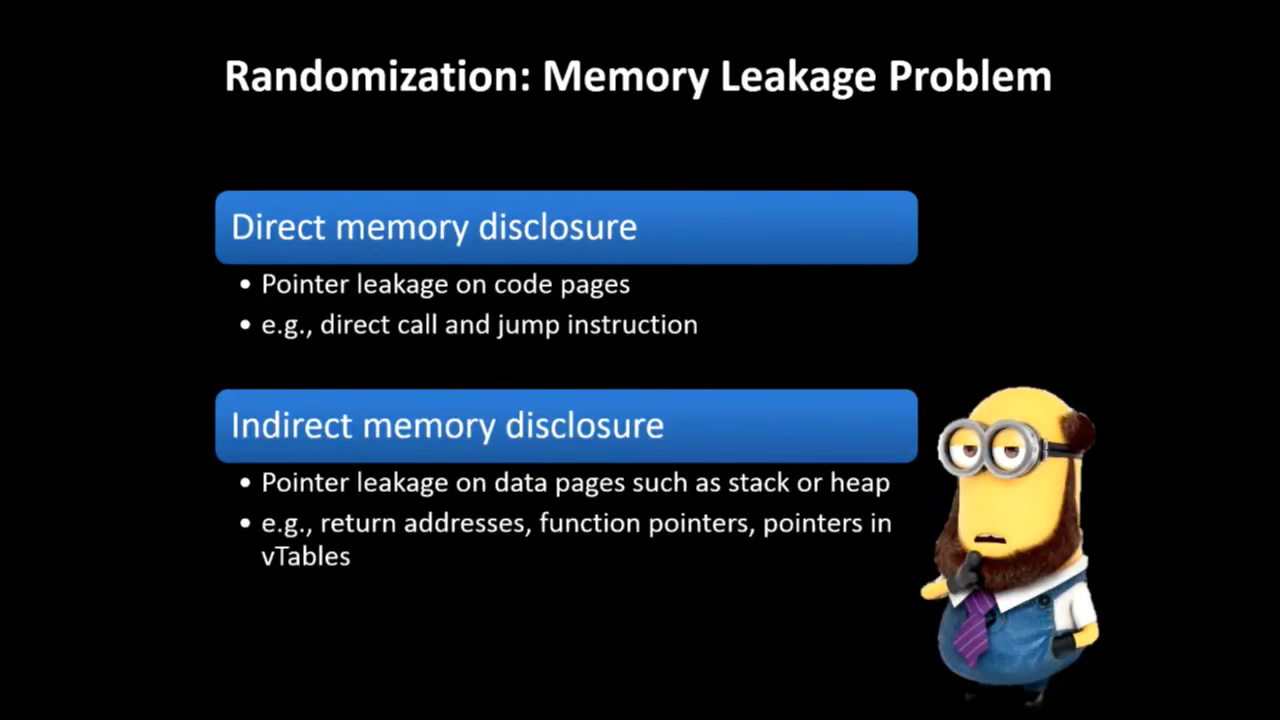 Randomization: Memory Leakage Problem
Direct memory disclosure
• Pointer leakage on code pages
• e.g., direct call and jump instruction
Indirect memory disclosure
• Pointer leakage on data pages such as stack or heap
• e.g., return addresses, function pointers, pointers in
vTables